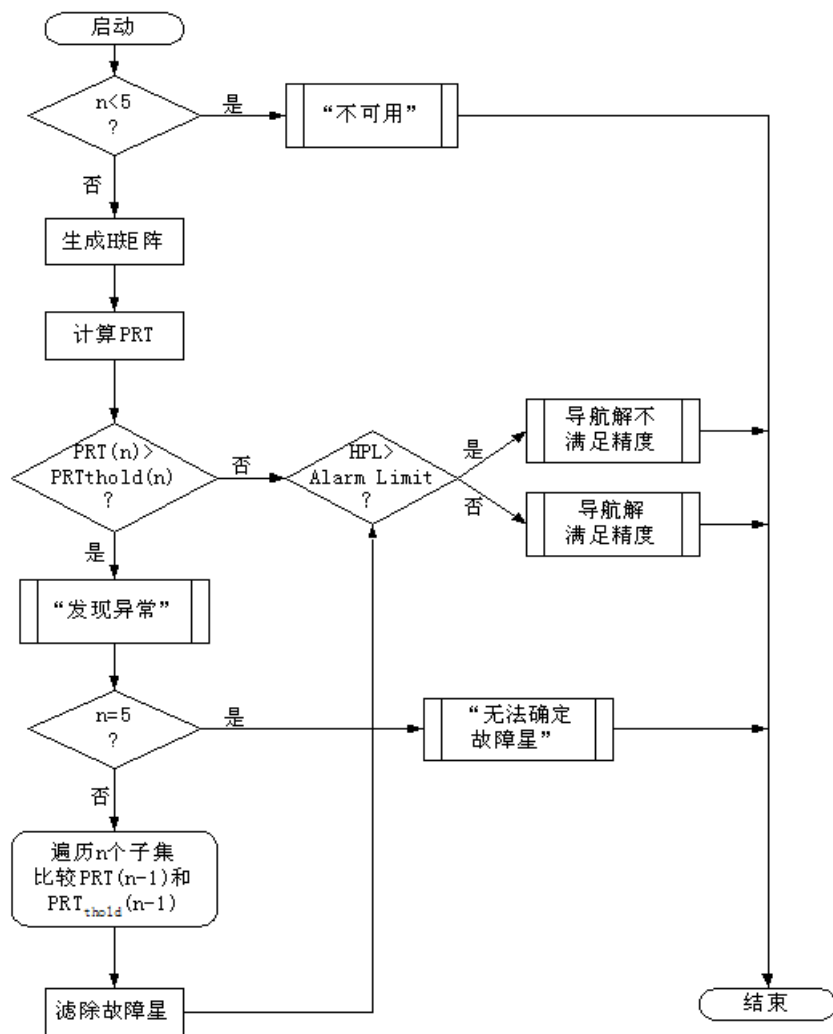 启动
n<5
?
是
“不可用”
否
生成H矩阵
计算PRT
PRT(n)>
PRTthold(n)
?
否
HPL>
Alarm Limit
?
是
导航解不
满足精度
否
导航解
满足精度
是
“发现异常”
n=5
?
是
“无法确定
故障星”
否
遍历n个子集
比较PRT(n-1)和
PRTthold(n-1)
滤除故障星
结束